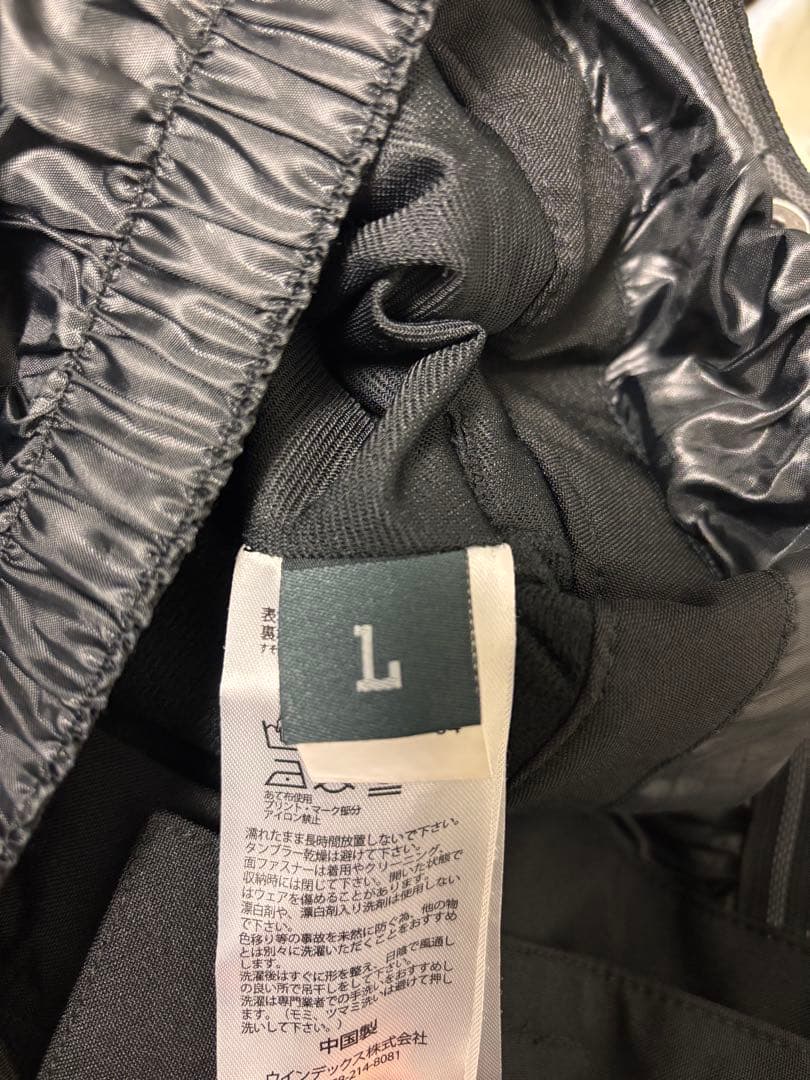 表
裏
すそ
L
あて布使用
プリント・マーク部分
アイロン禁止
濡れたまま長時間放置しないで下さい。
タンブラー乾燥は避けて下さい。
面ファスナーは着用やクリーニング、
収納時には閉じて下さい。開いた状態で
はウェアを傷めることがあります。
漂白剤や、漂白剤入り洗剤は使用しない
で下さい。
色移り等の事故を未然に防ぐ為、他の物
とは別々に洗濯いただくことをおすすめ
します。
洗濯後はすぐに形を整え、日陰で風通し
の良い所で吊干しをして下さい。
洗濯は専門業者での手洗いをおすすめし
ます。（モミ、ツマミ洗いは避けて押し
洗いして下さい。）
中国製
ウインデックス株式会社
-214-8081